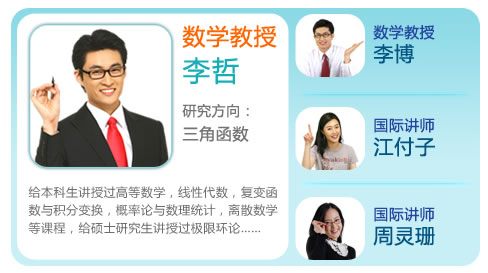 数学教授
李哲
研究方向：
三角函数
给本科生讲授过高等数学，线性代数，复变函
数与积分变换，概率论与数理统计，离散数学
等课程，给硕士研究生讲授过极限环论……
数学教授
李博
国际讲师
江付子
国际讲师
周灵珊